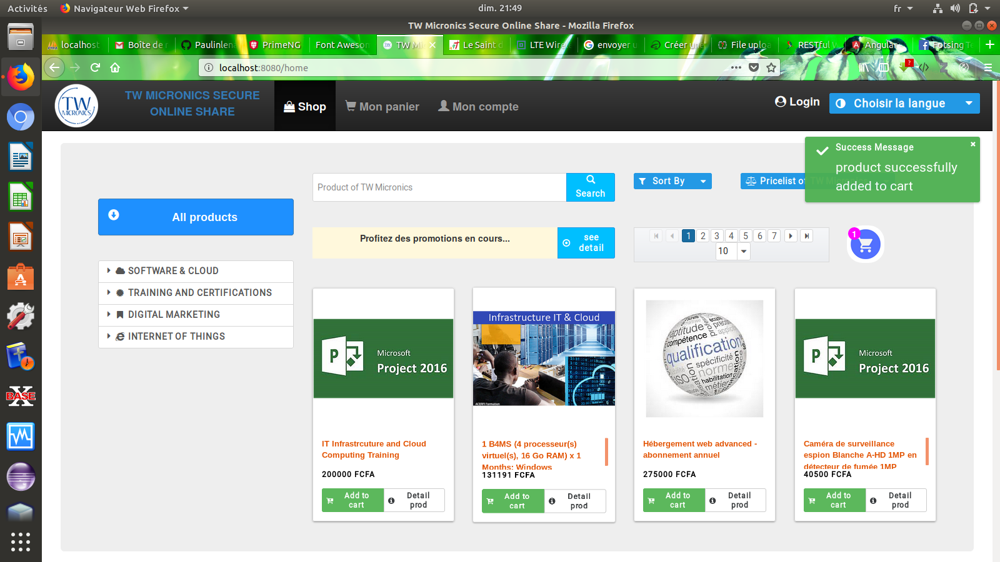 Activités
Navigateur Web Firefox
dim. 21:49
fr
TW Micronics Secure Online Share - Mozilla Firefox
localhost
Boîte de r
Paulinlen
PrimeNG
Font Aweson
TW Mi
Le Saint d
LTE Wire
envoyer u
Créer une
File uploa
RESTful W
Angular
Fotsing Te
localhost:8080/home
TW MICRONICS
TW MICRONICS SECURE
ONLINE SHARE
Shop
Mon panier
Mon compte
Login
Choisir la langue
Success Message
product successfully
added to cart
Product of TW Micronics
Search
Sort By
Pricelist of
All products
Profitez des promotions en cours...
see
detail
1 2 3 4 5 6 7
10
1
SOFTWARE & CLOUD
TRAINING AND CERTIFICATIONS
DIGITAL MARKETING
INTERNET OF THINGS
Microsoft
Project 2016
Infrastructure IT & Cloud
ACERFI Formation
aptitude
précis
compétence
qualification
spécificité
norme
ISO
habilitation
métier
Microsoft
Project 2016
IT Infrastrcuture and Cloud
Computing Training
200000 FCFA
Add to
cart
Detail
prod
1 B4MS (4 processeur(s)
virtuel(s), 16 Go RAM) x 1
Months: Windows
131191 FCFA
Add to
cart
Detail
prod
Hébergement web advanced -
abonnement annuel
275000 FCFA
Add to
cart
Detail
prod
Caméra de surveillance
espion Blanche A-HD 1MP en
détecteur de fumée 1MP
40500 FCFA
Add to
cart
Detail
prod
BASE